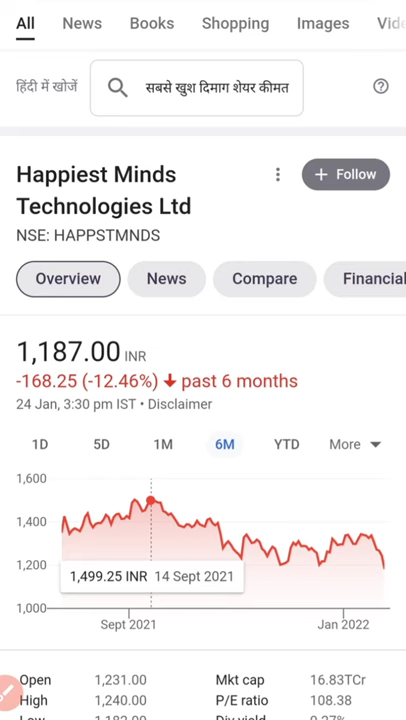 All News Books Shopping Images
हिंदी में खोजें सबसे खुश दिमाग शेयर कीमत
Happiest Minds
Technologies Ltd
+ Follow
NSE: HAPPSTMNDS
Overview News Compare Financial
1,187.00 INR
-168.25 (-12.46%) past 6 months
24 Jan, 3:30 pm IST • Disclaimer
1D 5D 1M 6M YTD More
1,600
1,400
1,200
1,000
1,499.25 INR 14 Sept 2021
Sept 2021 Jan 2022
Open 1,231.00 Mkt cap 16.83TCr
High 1,240.00 P/E ratio 108.38